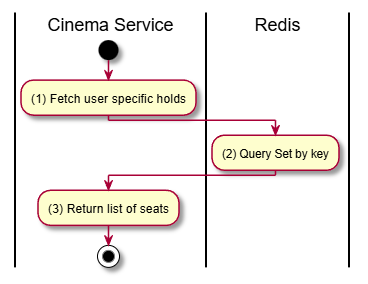 Cinema Service
Redis
(1) Fetch user specific holds
(2) Query Set by key
(3) Return list of seats